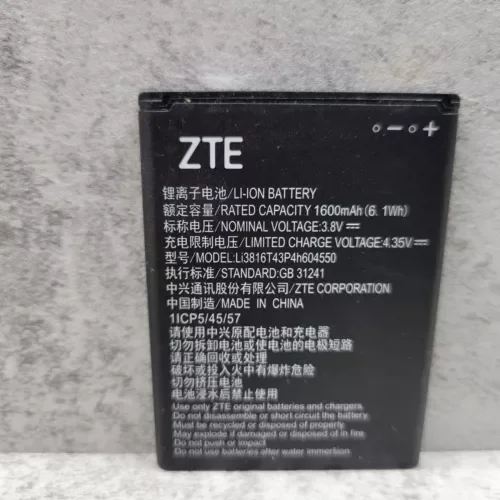 ZTE
锂离子电池/LI-ION BATTERY
额定容量/RATED CAPACITY 1600mAh(6.1Wh)
标称电压/NOMINAL VOLTAGE:3.8V⎓
充电限制电压/LIMITED CHARGE VOLTAGE:4.35V⎓
型号/MODEL:Li3816T43P4h604550
执行标准/STANDARD:GB 31241
中兴通讯股份有限公司/ZTE CORPORATION
中国制造/MADE IN CHINA
1ICP5/45/57
请使用中兴原配电池和充电器
切勿拆卸电池或使电池的电极短路
请正确回收或处理
破坏或投入火中有爆炸危险
切勿挤压电池
电池浸水后禁止使用
Use only ZTE original batteries and chargers
Do not disassemble or short circuit the battery
Must be recycled or disposed of properly
May explode if damaged or disposed of in fire
Do not push or impact
Do not use batteries after water immertion